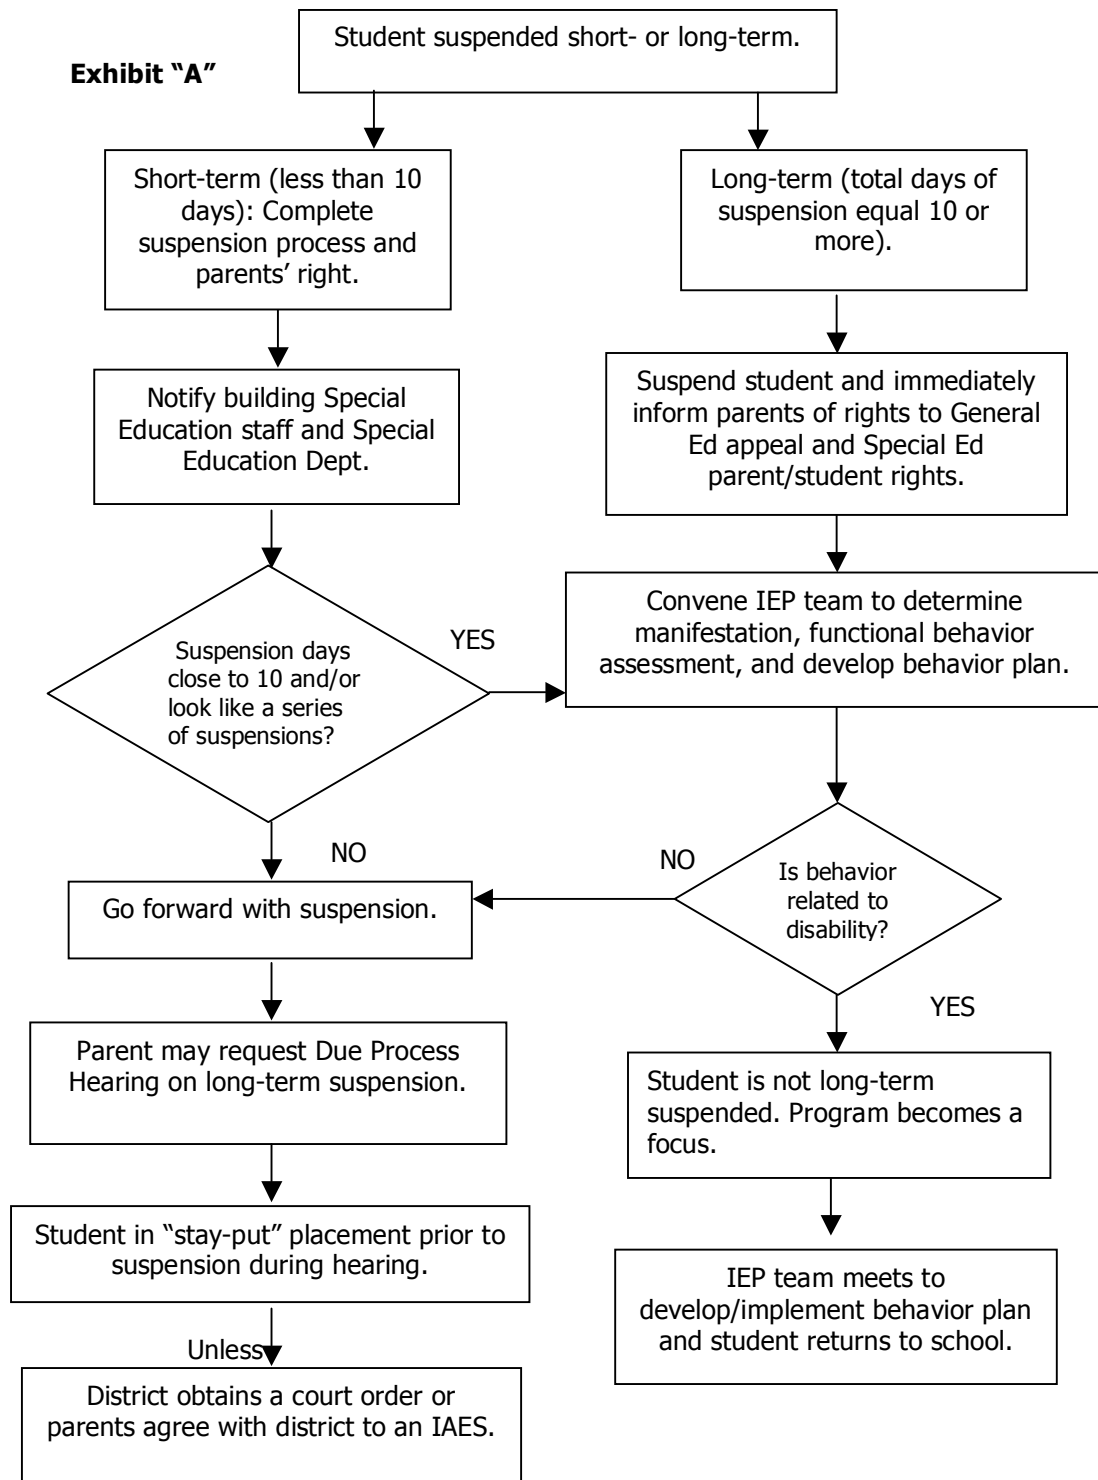 Student suspended short- or long-term.
Exhibit “A”
Short-term (less than 10
days): Complete
suspension process and
parents’ right.
Long-term (total days of
suspension equal 10 or
more).
Notify building Special
Education staff and Special
Education Dept.
Suspend student and immediately
inform parents of rights to General
Ed appeal and Special Ed
parent/student rights.
Suspension days
close to 10 and/or
look like a series
of suspensions?
YES
Convene IEP team to determine
manifestation, functional behavior
assessment, and develop behavior plan.
NO
NO
Is behavior
related to
disability?
Go forward with suspension.
YES
Parent may request Due Process
Hearing on long-term suspension.
Student is not long-term
suspended. Program becomes a
focus.
Student in “stay-put” placement prior to
suspension during hearing.
IEP team meets to
develop/implement behavior plan
and student returns to school.
Unless
District obtains a court order or
parents agree with district to an IAES.